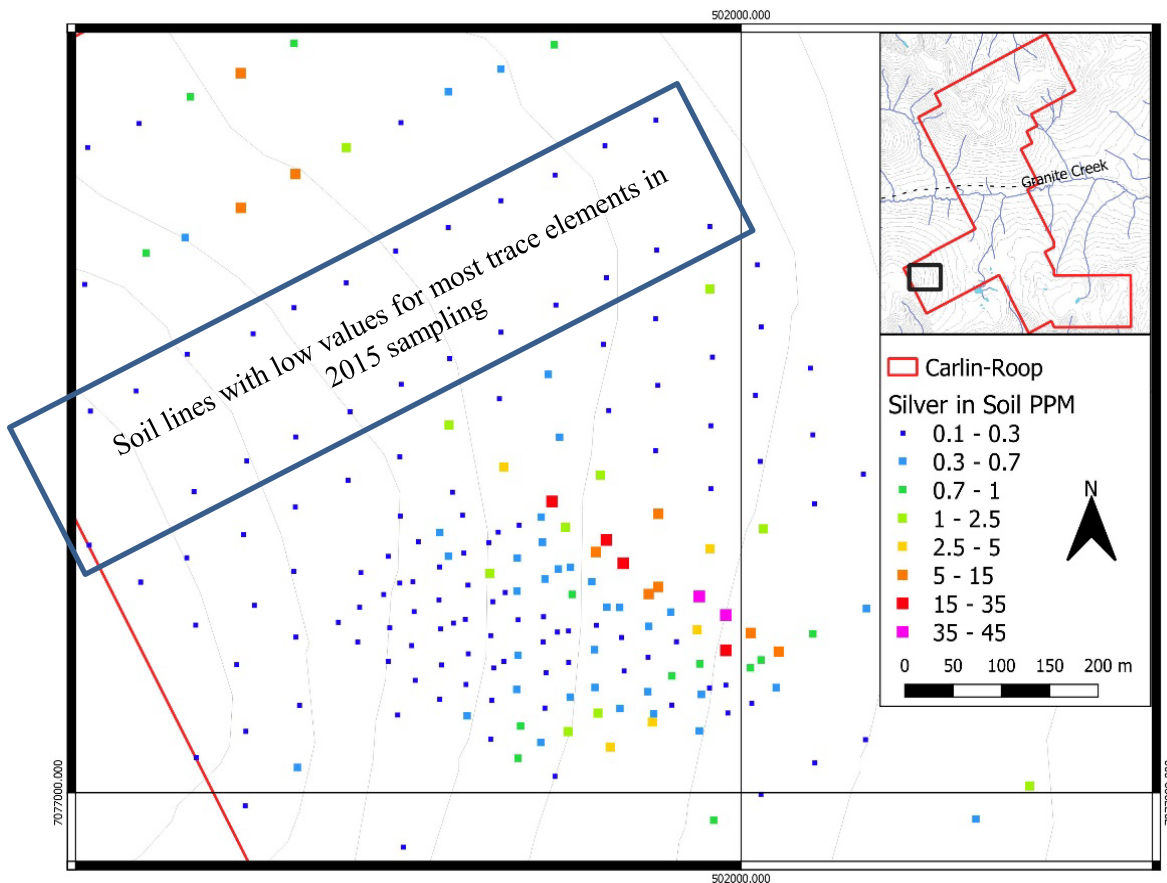 502000.000
Granite Creek
Soil lines with low values for most trace elements in
2015 sampling
Carlin-Roop
Silver in Soil PPM
0.1 - 0.3
0.3 - 0.7
0.7 - 1
1 - 2.5
2.5 - 5
5 - 15
15 - 35
35 - 45
N
0 50 100 150 200 m
7077000.000
502000.000